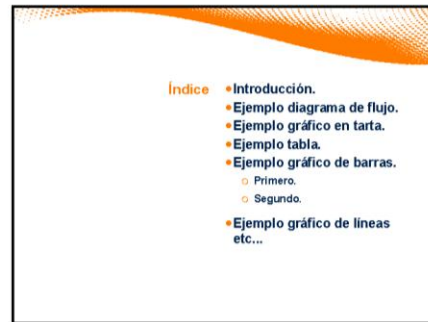 Índice
Introducción.
Ejemplo diagrama de flujo.
Ejemplo gráfico en tarta.
Ejemplo tabla.
Ejemplo gráfico de barras.
Primero.
Segundo.
Ejemplo gráfico de líneas
etc...